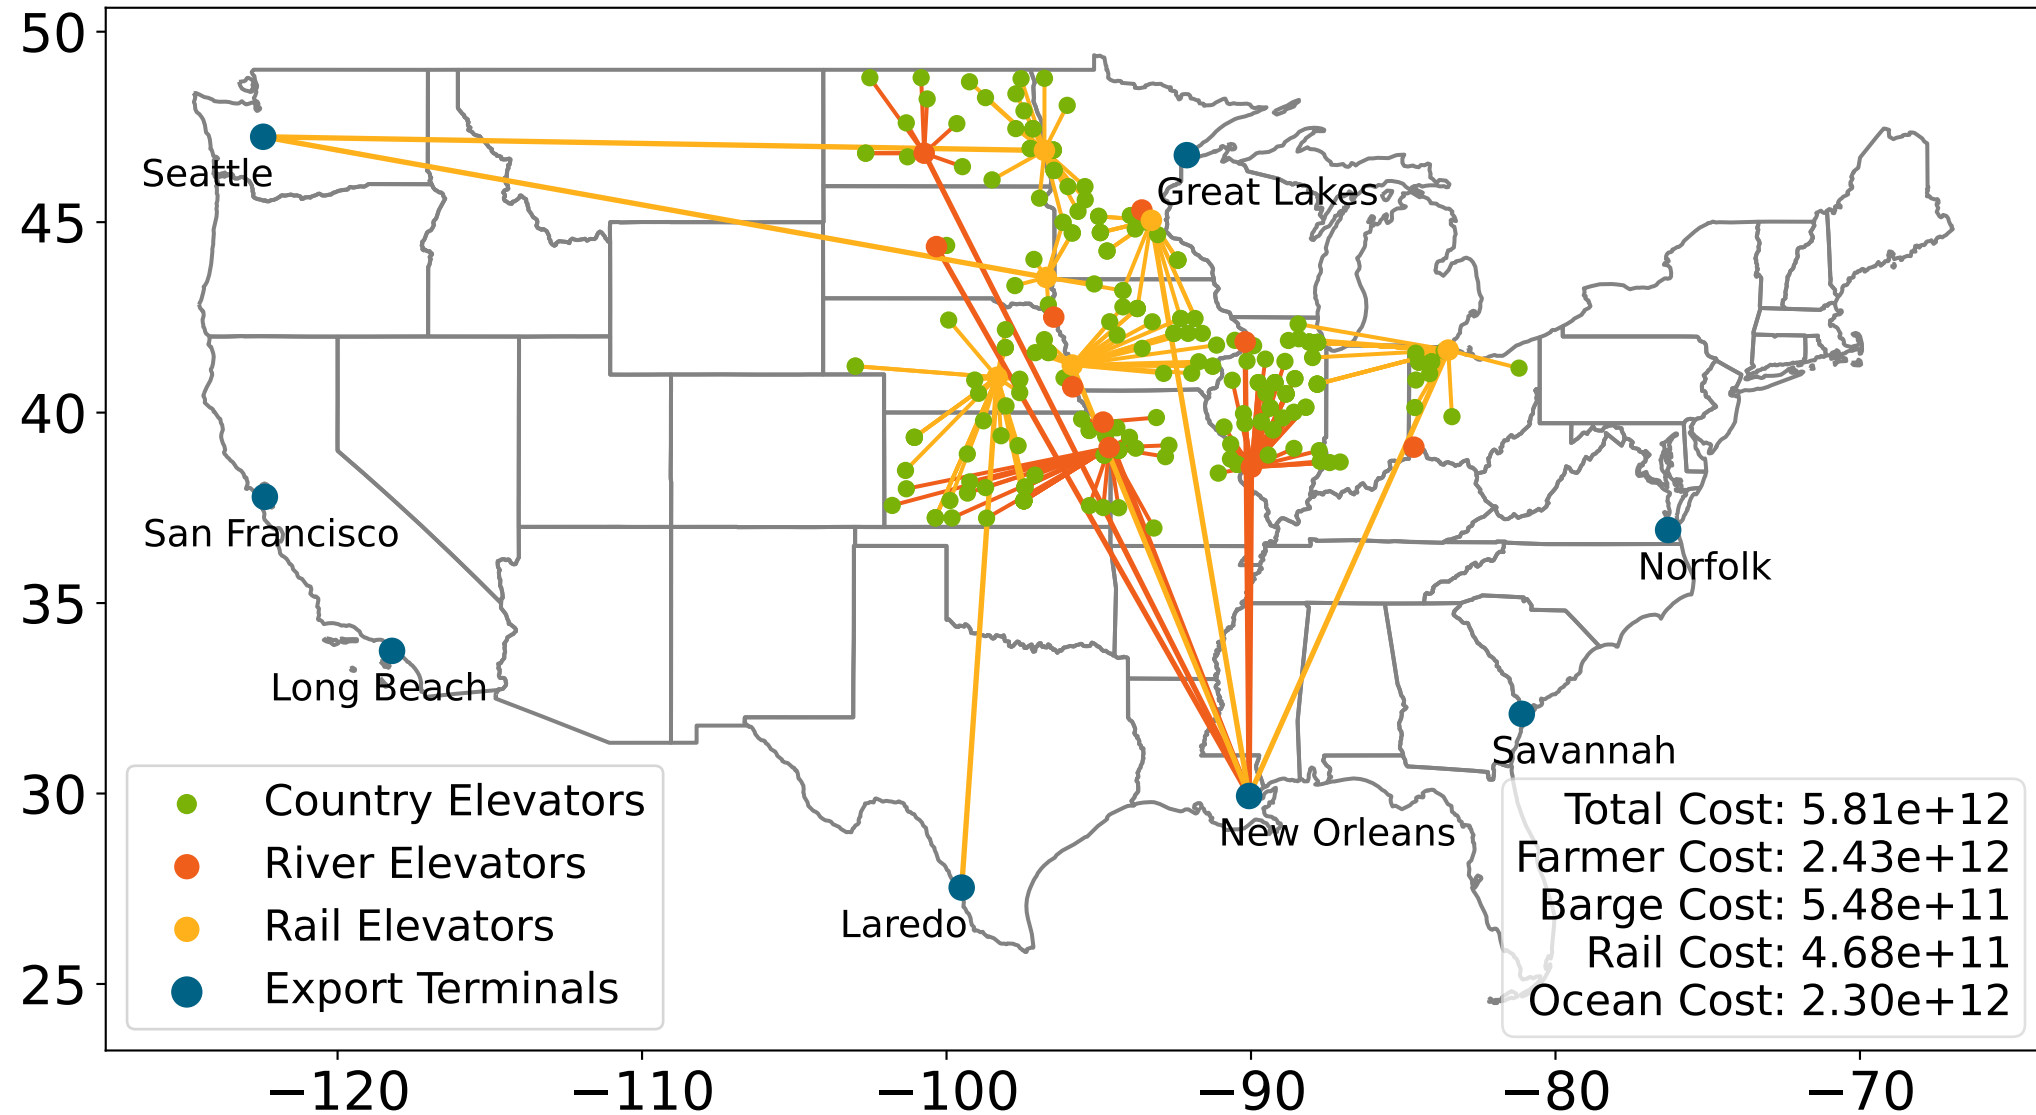 50
45
40
35
30
25
Seattle
Great Lakes
San Francisco
Norfolk
Long Beach
Savannah
New Orleans
Laredo
Country Elevators
River Elevators
Rail Elevators
Export Terminals
Total Cost: 5.81e+12
Farmer Cost: 2.43e+12
Barge Cost: 5.48e+11
Rail Cost: 4.68e+11
Ocean Cost: 2.30e+12
−120 −110 −100 −90 −80 −70